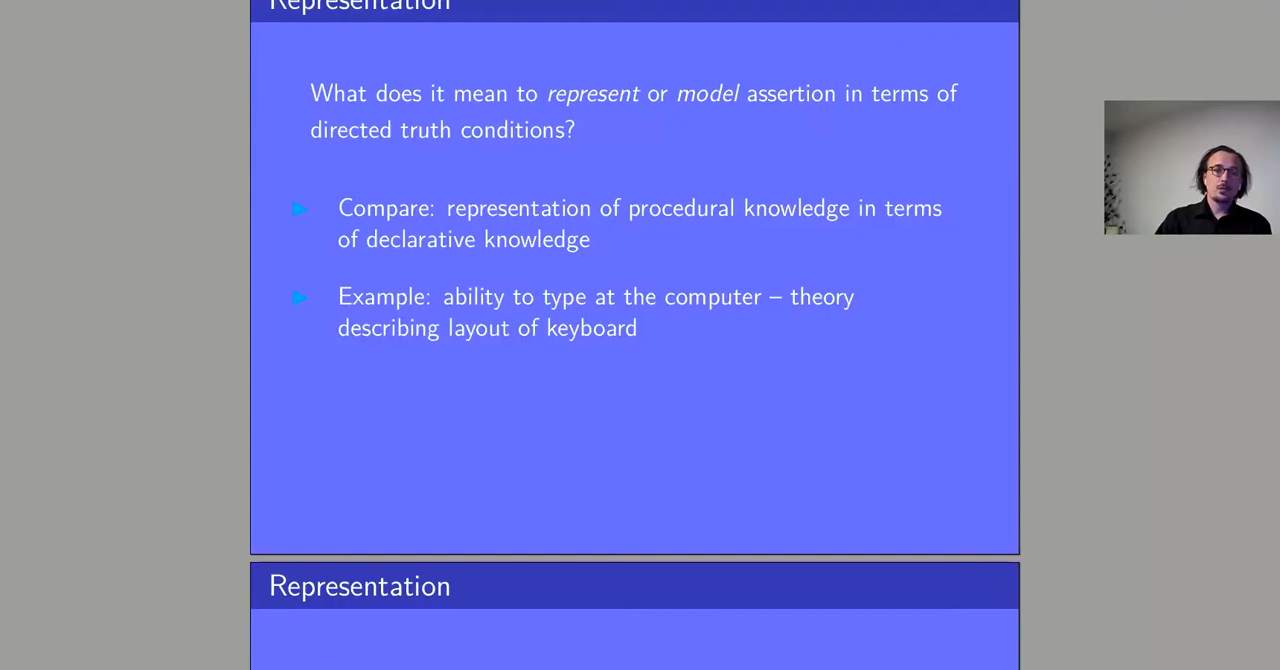 Representation
What does it mean to represent or model assertion in terms of
directed truth conditions?
Compare: representation of procedural knowledge in terms
of declarative knowledge
Example: ability to type at the computer – theory
describing layout of keyboard
Representation